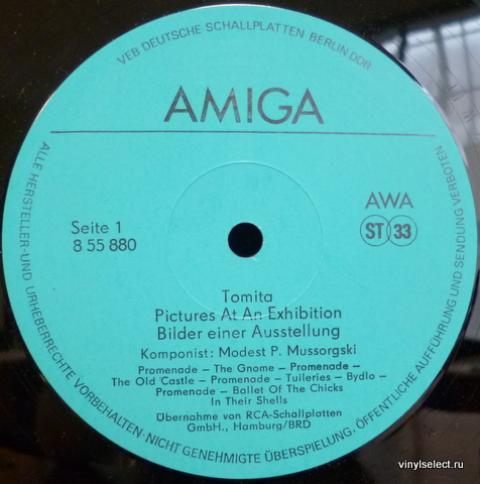 VEB DEUTSCHE SCHALLPLATTEN BERLIN DDR
AMIGA
AWA
ST 33
Seite 1
8 55 880
Tomita
Pictures At An Exhibition
Bilder einer Ausstellung
Komponist: Modest P. Mussorgski
Promenade – The Gnome – Promenade –
The Old Castle – Promenade – Tuileries – Bydlo –
Promenade – Ballet Of The Chicks
In Their Shells
Übernahme von RCA-Schallplatten
GmbH., Hamburg/BRD
ALLE HERSTELLER-UND URHEBERRECHTE VORBEHALTEN·NICHT GENEHMIGTE ÜBERSPIELUNG, ÖFFENTLICHE AUFFÜHRUNG UND SENDUNG VERBOTEN
vinylselect.ru